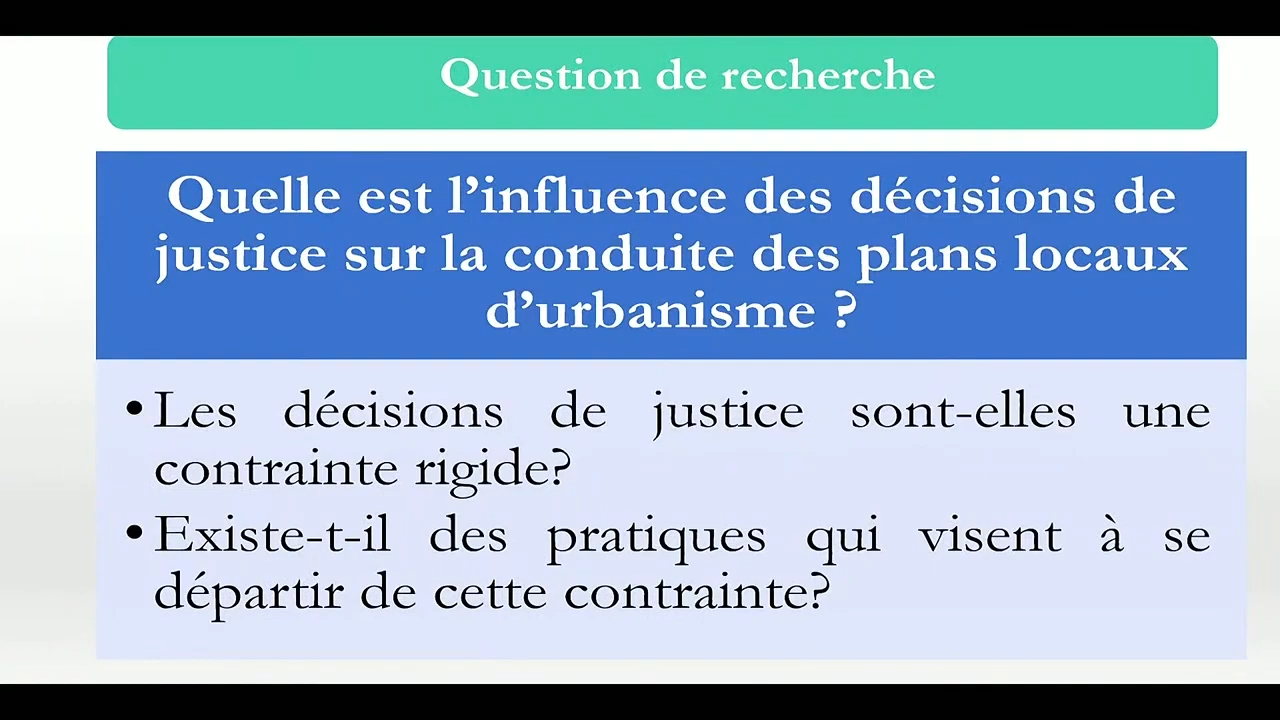 Question de recherche
Quelle est l’influence des décisions de
justice sur la conduite des plans locaux
d’urbanisme ?
•Les décisions de justice sont-elles une
contrainte rigide?
•Existe-t-il des pratiques qui visent à se
départir de cette contrainte?